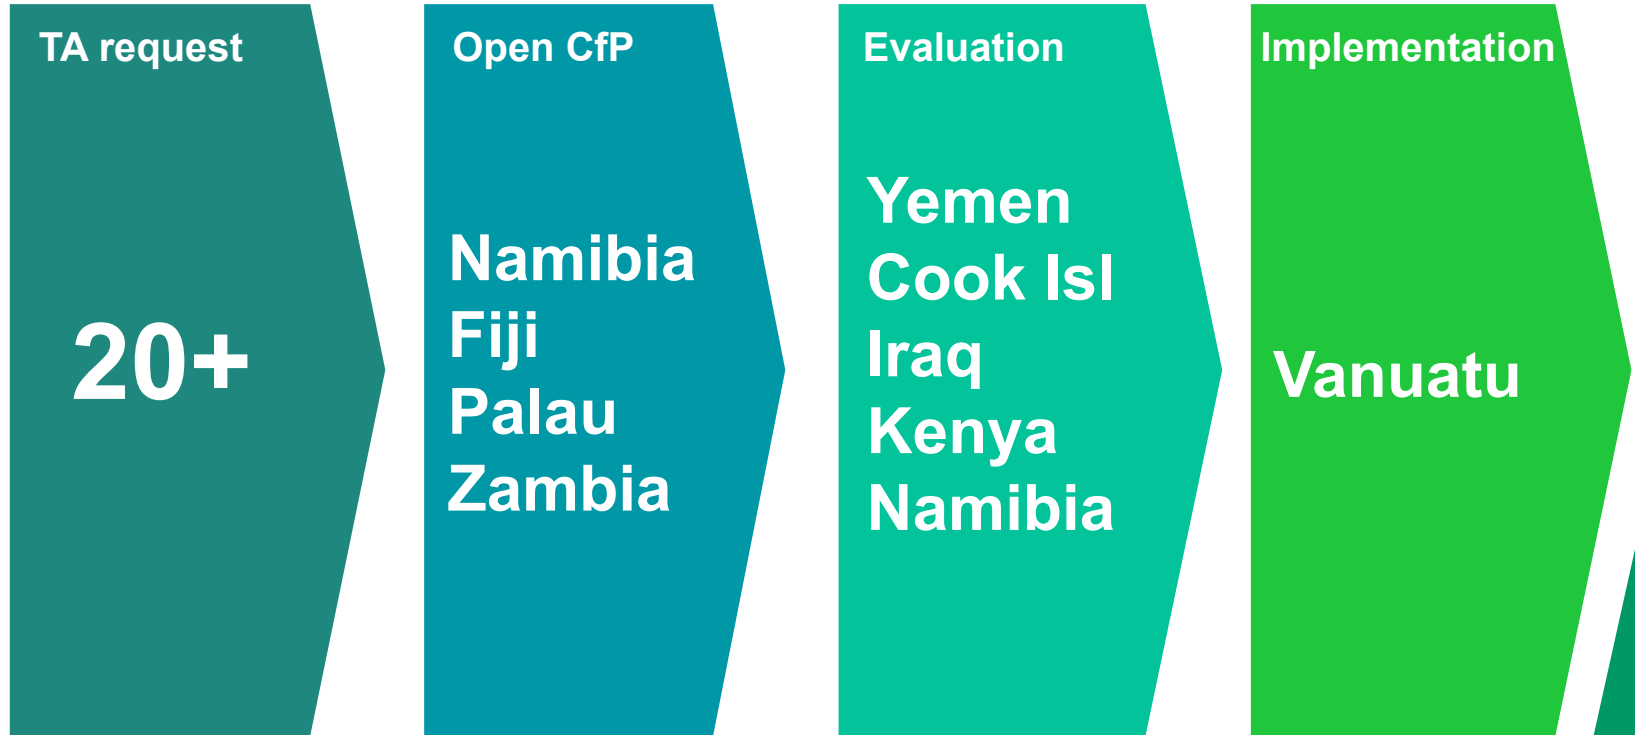 TA request
20+
Open CfP
Namibia
Fiji
Palau
Zambia
Evaluation
Yemen
Cook Isl
Iraq
Kenya
Namibia
Implementation
Vanuatu